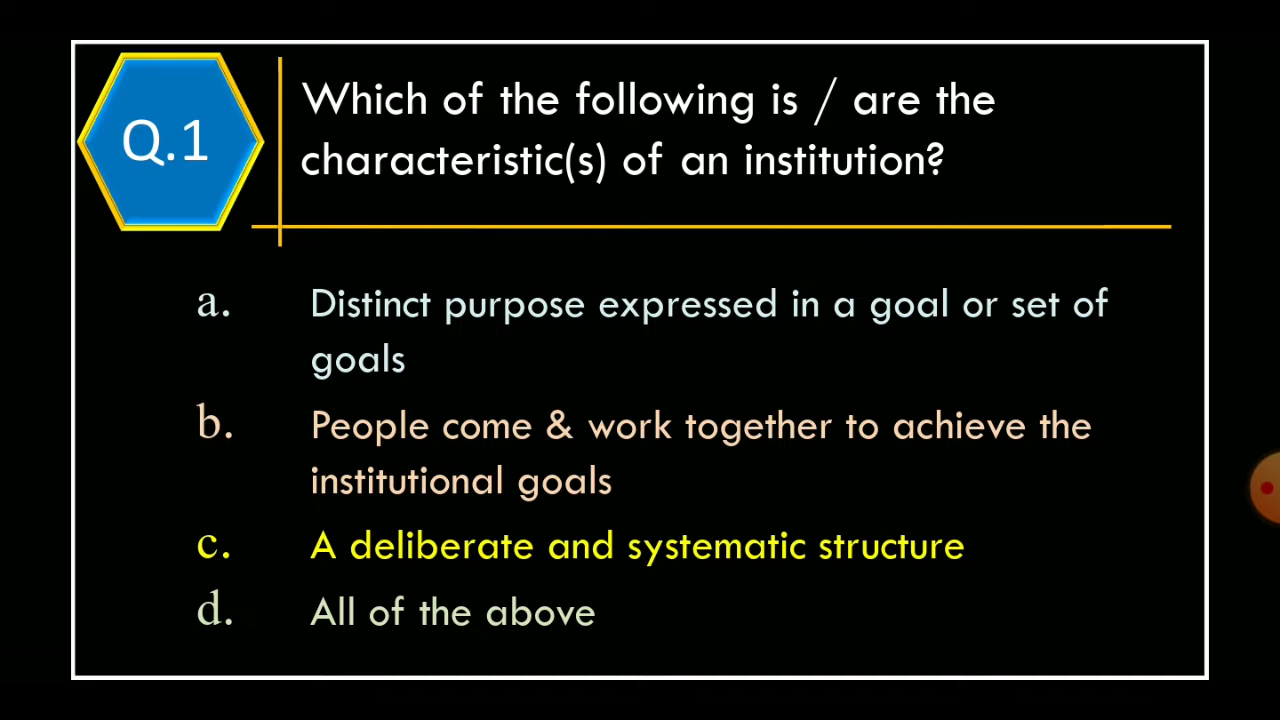 Q.1
Which of the following is / are the
characteristic(s) of an institution?
a. Distinct purpose expressed in a goal or set of
goals
b. People come & work together to achieve the
institutional goals
c. A deliberate and systematic structure
d. All of the above